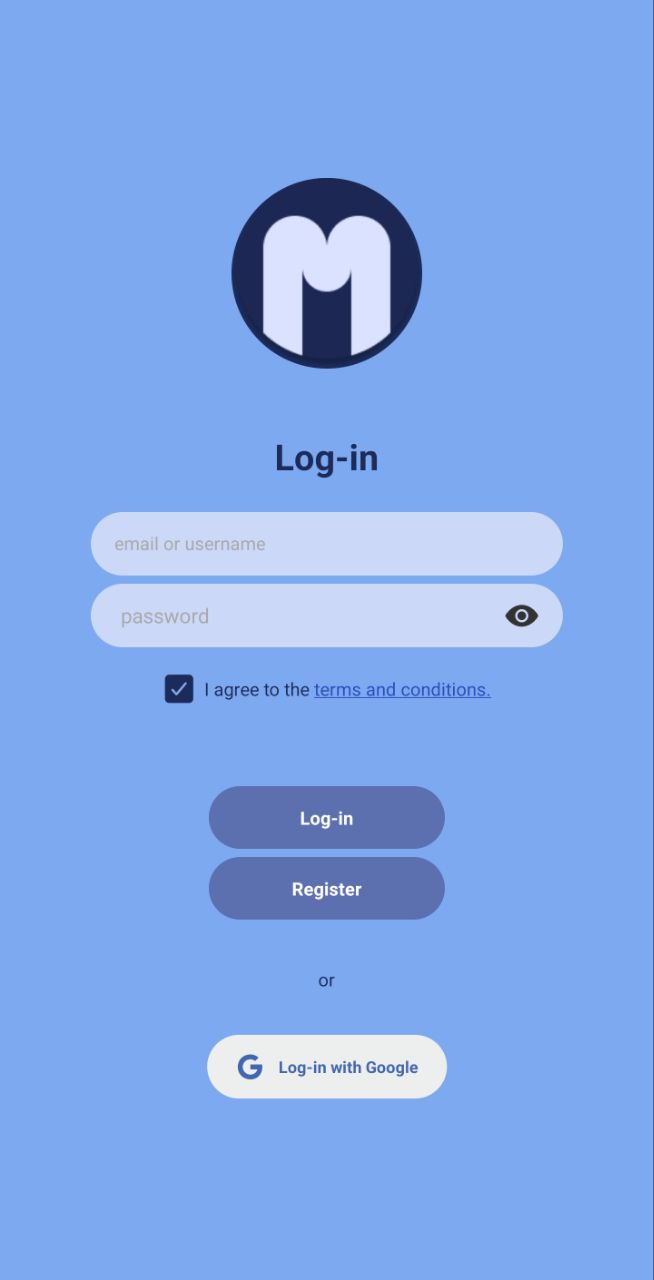 M
Log-in
email or username
password
I agree to the terms and conditions.
Log-in
Register
or
G Log-in with Google